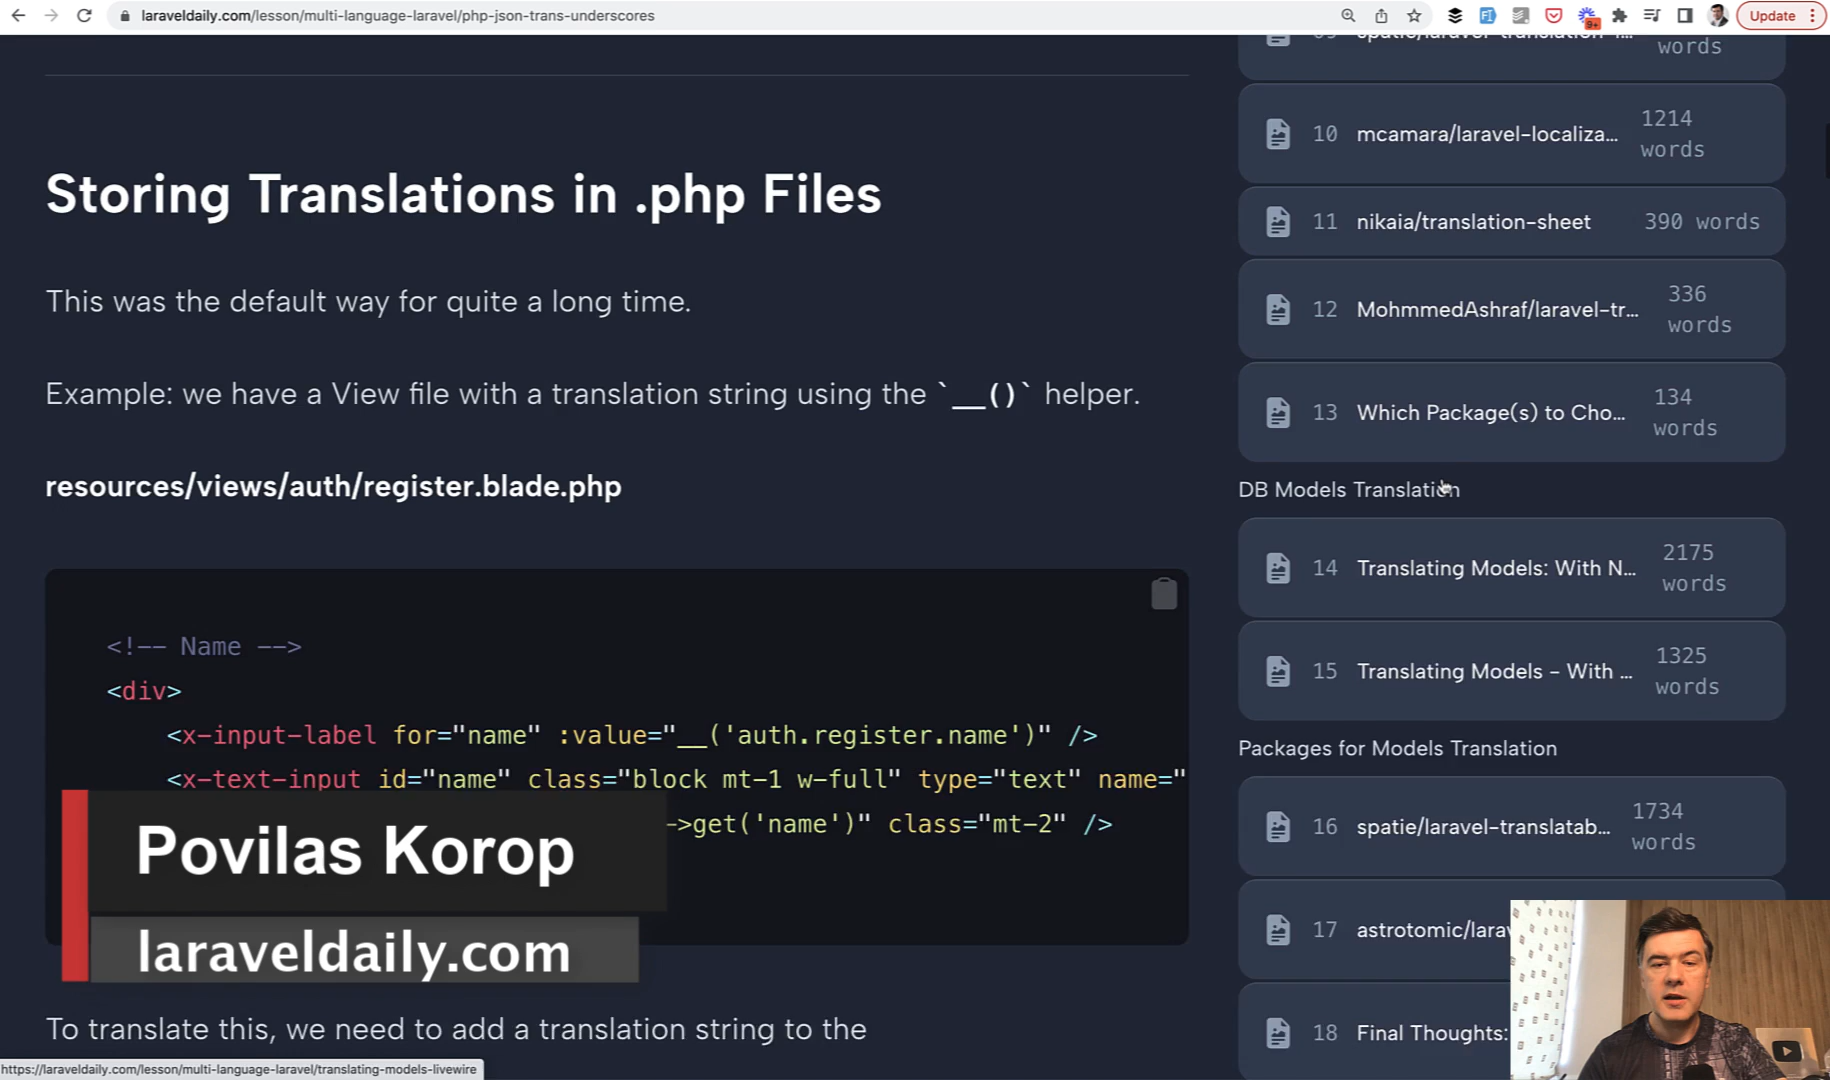 laraveldaily.com/lesson/multi-language-laravel/php-json-trans-underscores
9+
Update
Storing Translations in .php Files
This was the default way for quite a long time.
Example: we have a View file with a translation string using the `__()` helper.
resources/views/auth/register.blade.php
<!-- Name -->
<div>
<x-input-label for="name" :value="__('auth.register.name')" />
<x-text-input id="name" class="block mt-1 w-full" type="text" name="
->get('name')" class="mt-2" />
Povilas Korop
laraveldaily.com
To translate this, we need to add a translation string to the
https://laraveldaily.com/lesson/multi-language-laravel/translating-models-livewire
words
10 mcamara/laravel-localiza... 1214
words
11 nikaia/translation-sheet 390 words
12 MohmmedAshraf/laravel-tr... 336
words
13 Which Package(s) to Cho... 134
words
DB Models Translation
14 Translating Models: With N... 2175
words
15 Translating Models - With ... 1325
words
Packages for Models Translation
16 spatie/laravel-translatab... 1734
words
17 astrotomic/lara
18 Final Thoughts: